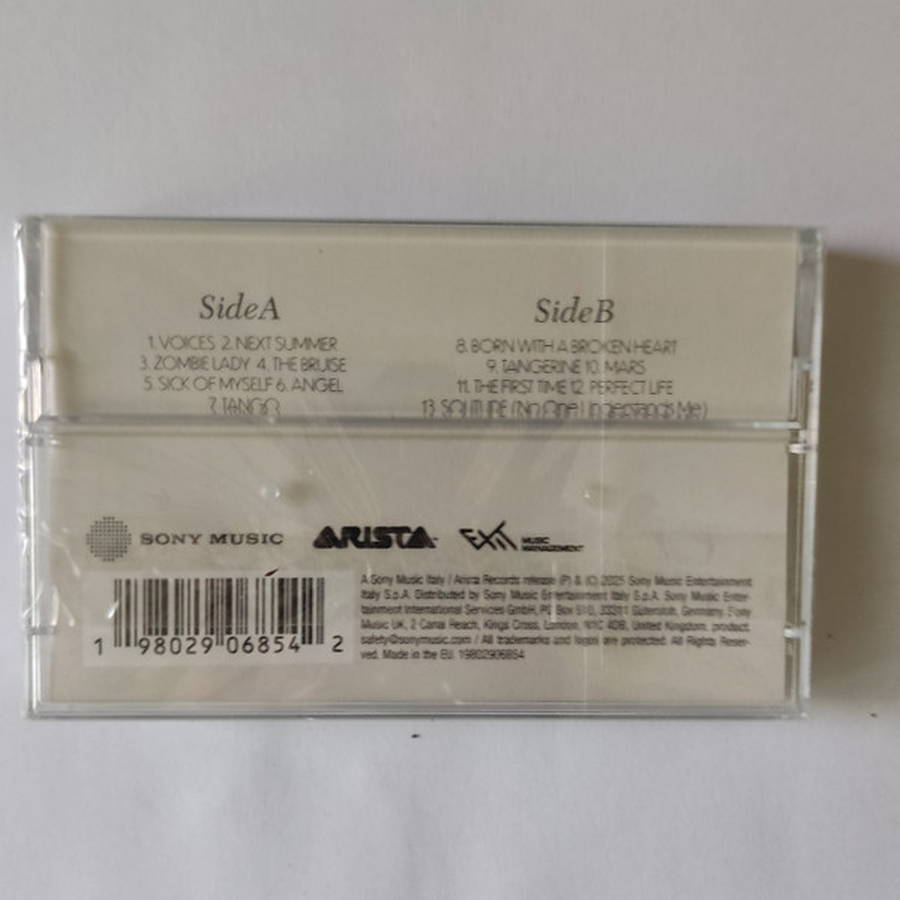 Side A
1. VOICES 2. NEXT SUMMER
3. ZOMBIE LADY 4. THE BRUISE
5. SICK OF MYSELF 6. ANGEL
7. TANGO
Side B
8. BORN WITH A BROKEN HEART
9. TANGERINE 10. MARS
11. THE FIRST TIME 12. PERFECT LIFE
13. SOLITUDE (No One Understands Me)
SONY MUSIC
ARISTA
EXIT MUSIC MANAGEMENT
1 98029 06854 2
A Sony Music Italy / Arista Records release (P) & (C) 2025 Sony Music Entertainment
Italy S.p.A. Distributed by Sony Music Entertainment Italy S.p.A. Sony Music Enter-
tainment International Services GmbH, PO Box 510, 33311 Gütersloh, Germany. Sony
Music UK, 2 Canal Reach, Kings Cross, London, N1C 4DB, United Kingdom. product.
safety@sonymusic.com / All trademarks and logos are protected. All Rights Reser-
ved. Made in the EU. 19802906854